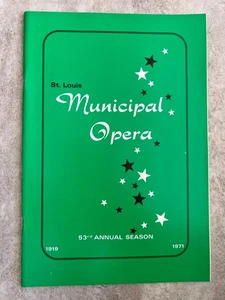 St. Louis
Municipal
Opera
53rd ANNUAL SEASON
1919 1971